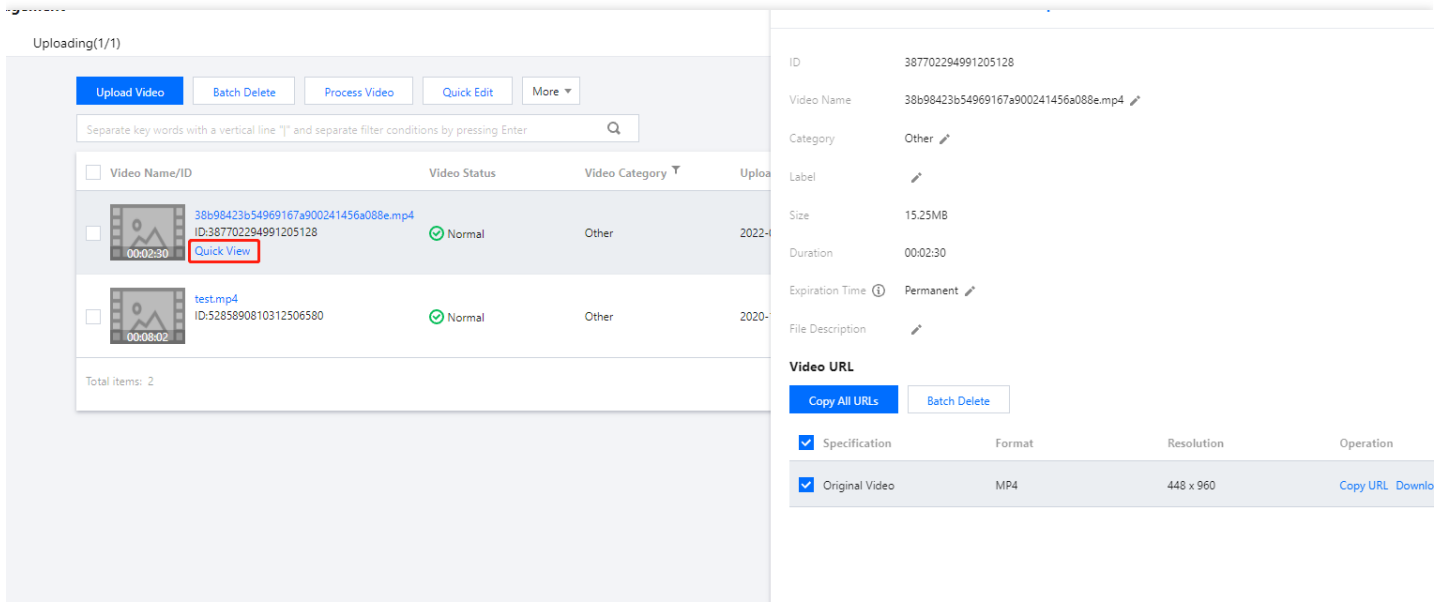 Uploading(1/1)
Upload Video
Batch Delete
Process Video
Quick Edit
More
Separate key words with a vertical line "|" and separate filter conditions by pressing Enter
Video Name/ID
Video Status
Video Category
38b98423b54969167a900241456a088e.mp4
ID:387702294991205128
Quick View
00:02:30
Normal
Other
test.mp4
ID:5285890810312506580
00:08:02
Normal
Other
Total items: 2
ID
387702294991205128
Video Name
38b98423b54969167a900241456a088e.mp4
Category
Other
Label
Size
15.25MB
Duration
00:02:30
Expiration Time
Permanent
File Description
Video URL
Copy All URLs
Batch Delete
Specification
Format
Resolution
Operation
Original Video
MP4
448 x 960
Copy URL